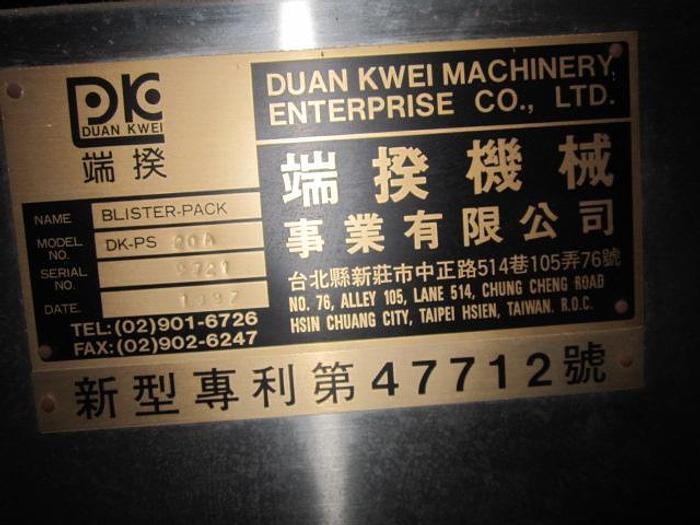 DK
DUAN KWEI
端揆
NAME BLISTER-PACK
MODEL NO. DK-PS 20A
SERIAL NO.
DATE. 1997
TEL:(02)901-6726
FAX:(02)902-6247
DUAN KWEI MACHINERY
ENTERPRISE CO., LTD.
端揆機械
事業有限公司
台北縣新莊市中正路514巷105弄76號
NO. 76, ALLEY 105, LANE 514, CHUNG CHENG ROAD
HSIN CHUANG CITY, TAIPEI HSIEN, TAIWAN. R.O.C.
新型專利第47712號